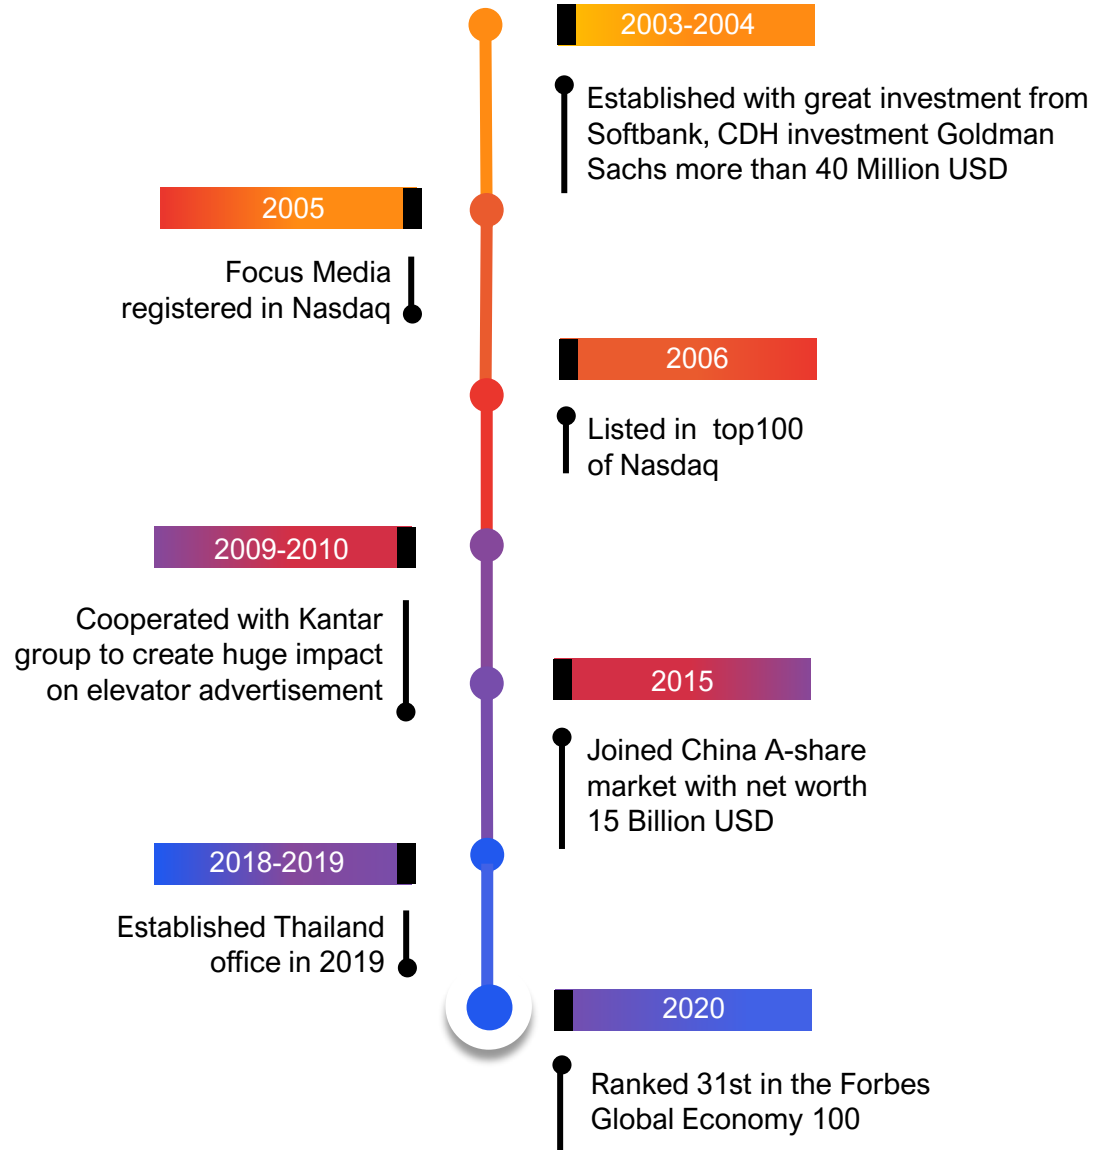 2003-2004
Established with great investment from
Softbank, CDH investment Goldman
Sachs more than 40 Million USD
2005
Focus Media
registered in Nasdaq
2006
Listed in  top100
of Nasdaq
2009-2010
Cooperated with Kantar
group to create huge impact
on elevator advertisement
2015
Joined China A-share
market with net worth
15 Billion USD
2018-2019
Established Thailand
office in 2019
2020
Ranked 31st in the Forbes
Global Economy 100